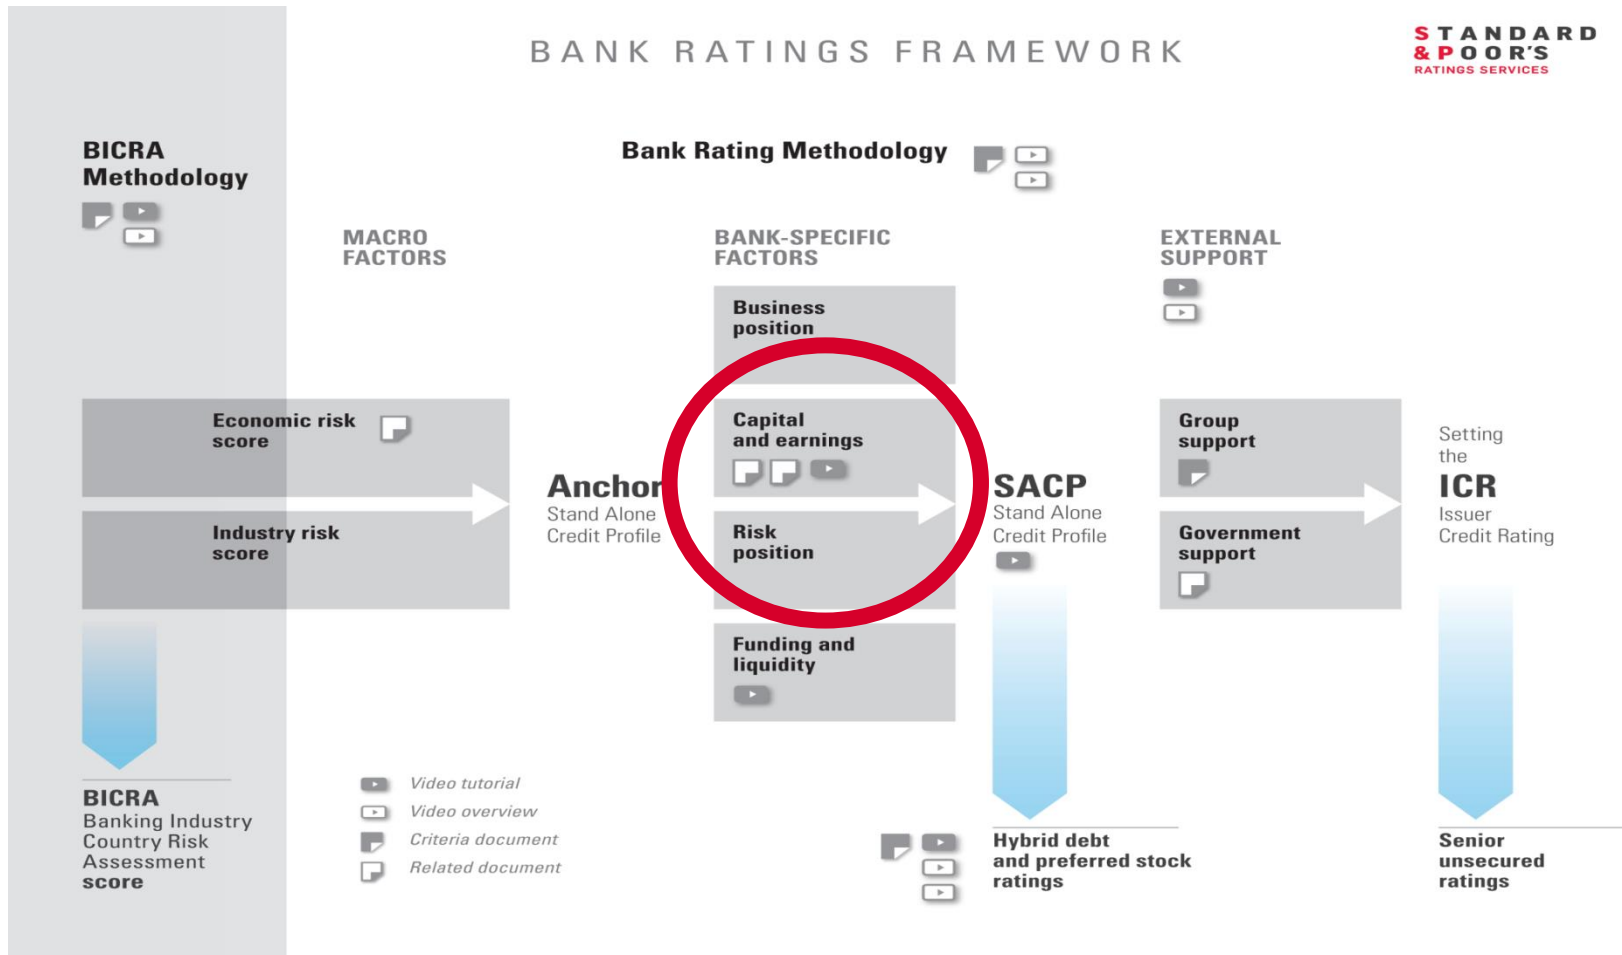 BANK RATINGS FRAMEWORK
STANDARD
& POOR'S
RATINGS SERVICES
BICRA
Methodology
Bank Rating Methodology
MACRO
FACTORS
BANK-SPECIFIC
FACTORS
EXTERNAL
SUPPORT
Business
position
Economic risk
score
Capital
and earnings
Group
support
Setting
the
ICR
Issuer
Credit Rating
Anchor
Stand Alone
Credit Profile
SACP
Stand Alone
Credit Profile
Industry risk
score
Risk
position
Government
support
Funding and
liquidity
BICRA
Banking Industry
Country Risk
Assessment
score
Video tutorial
Video overview
Criteria document
Related document
Hybrid debt
and preferred stock
ratings
Senior
unsecured
ratings